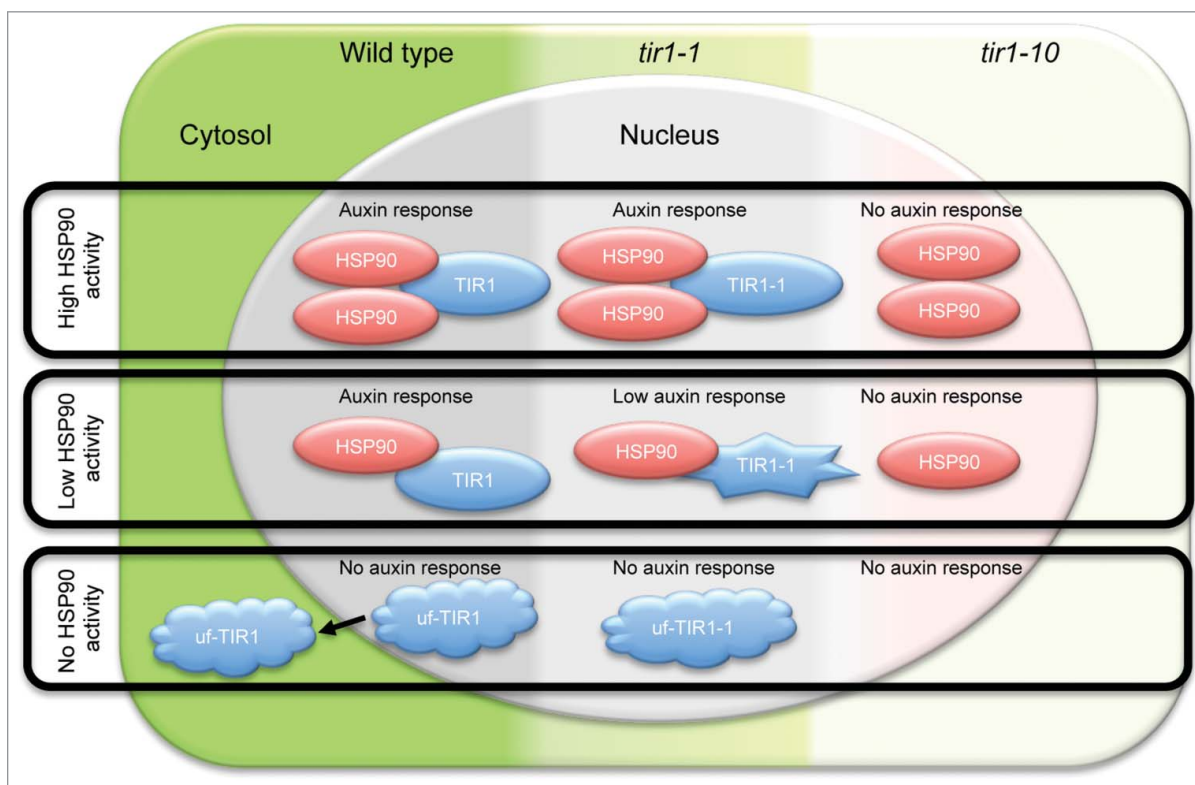 Wild type
tir1-1
tir1-10
Cytosol
Nucleus
High HSP90
activity
Auxin response
Auxin response
No auxin response
HSP90
HSP90
HSP90
TIR1
TIR1-1
HSP90
HSP90
HSP90
Low HSP90
activity
Auxin response
Low auxin response
No auxin response
HSP90
HSP90
HSP90
TIR1
TIR1-1
No HSP90
activity
No auxin response
No auxin response
No auxin response
uf-TIR1
uf-TIR1
uf-TIR1-1